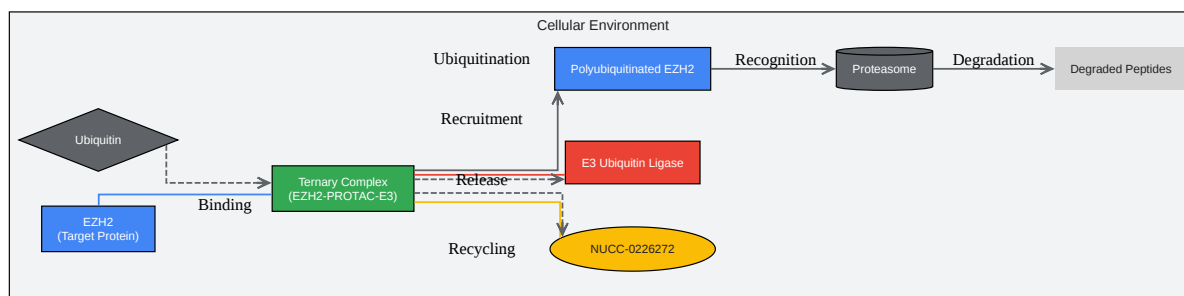 Cellular Environment
Ubiquitination
Polyubiquitinated EZH2
Recognition
Proteasome
Degradation
Degraded Peptides
Recruitment
Ubiquitin
E3 Ubiquitin Ligase
Ternary Complex
(EZH2-PROTAC-E3)
Release
Binding
EZH2
(Target Protein)
Recycling
NUCC-0226272